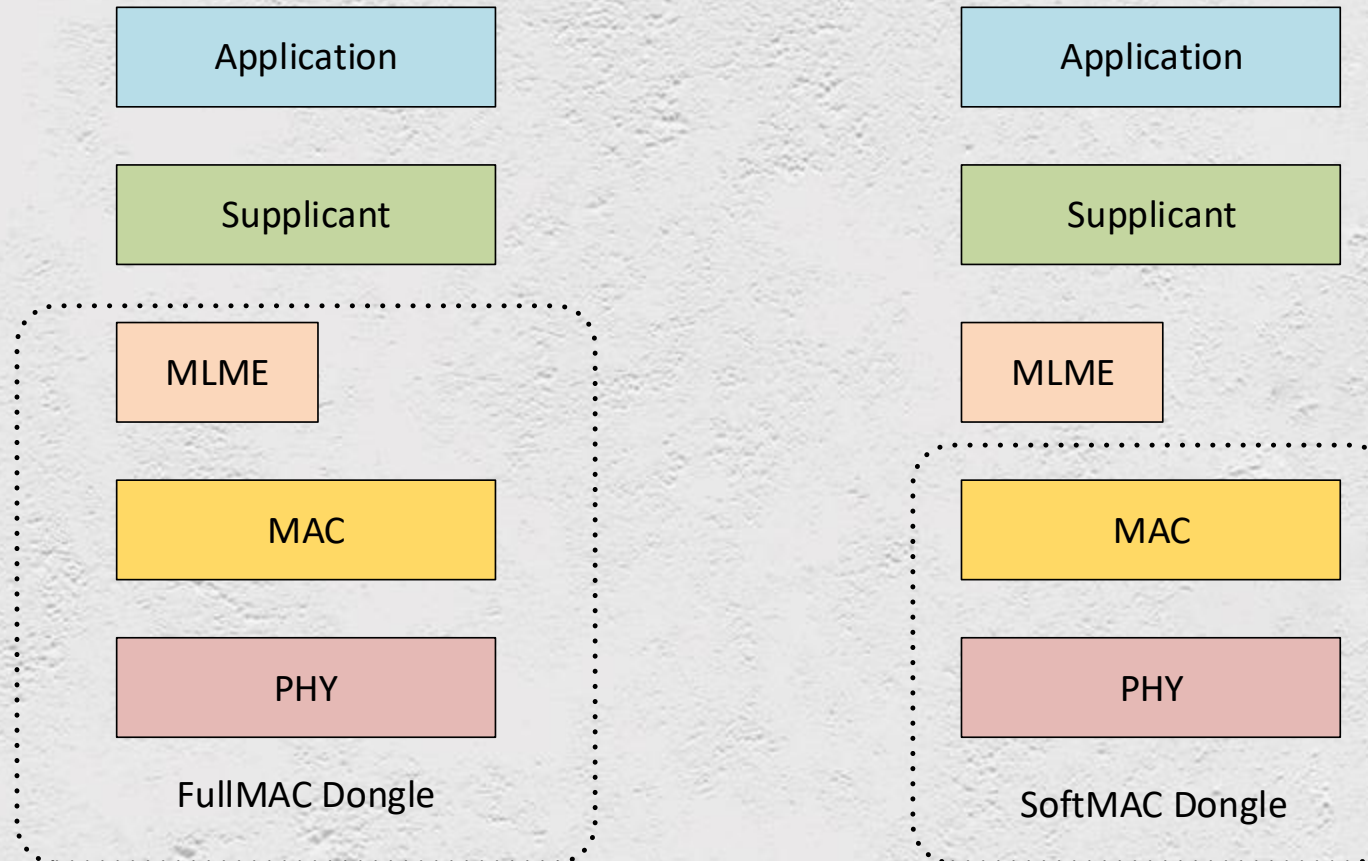 Application
Supplicant
MLME
MAC
PHY
FullMAC Dongle
Application
Supplicant
MLME
MAC
PHY
SoftMAC Dongle